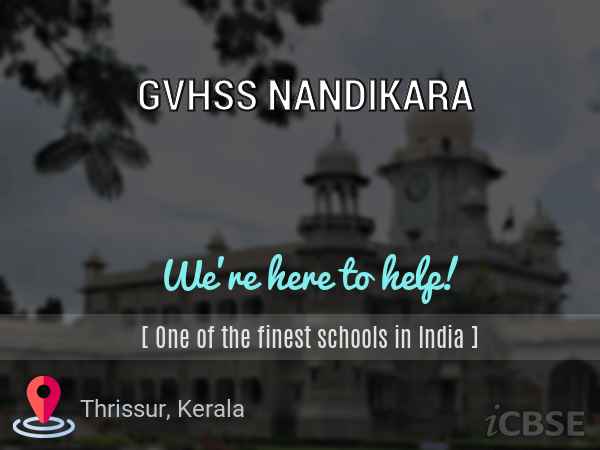 GVHSS NANDIKARA
We're here to help!
[ One of the finest schools in India ]
Thrissur, Kerala
iCBSE